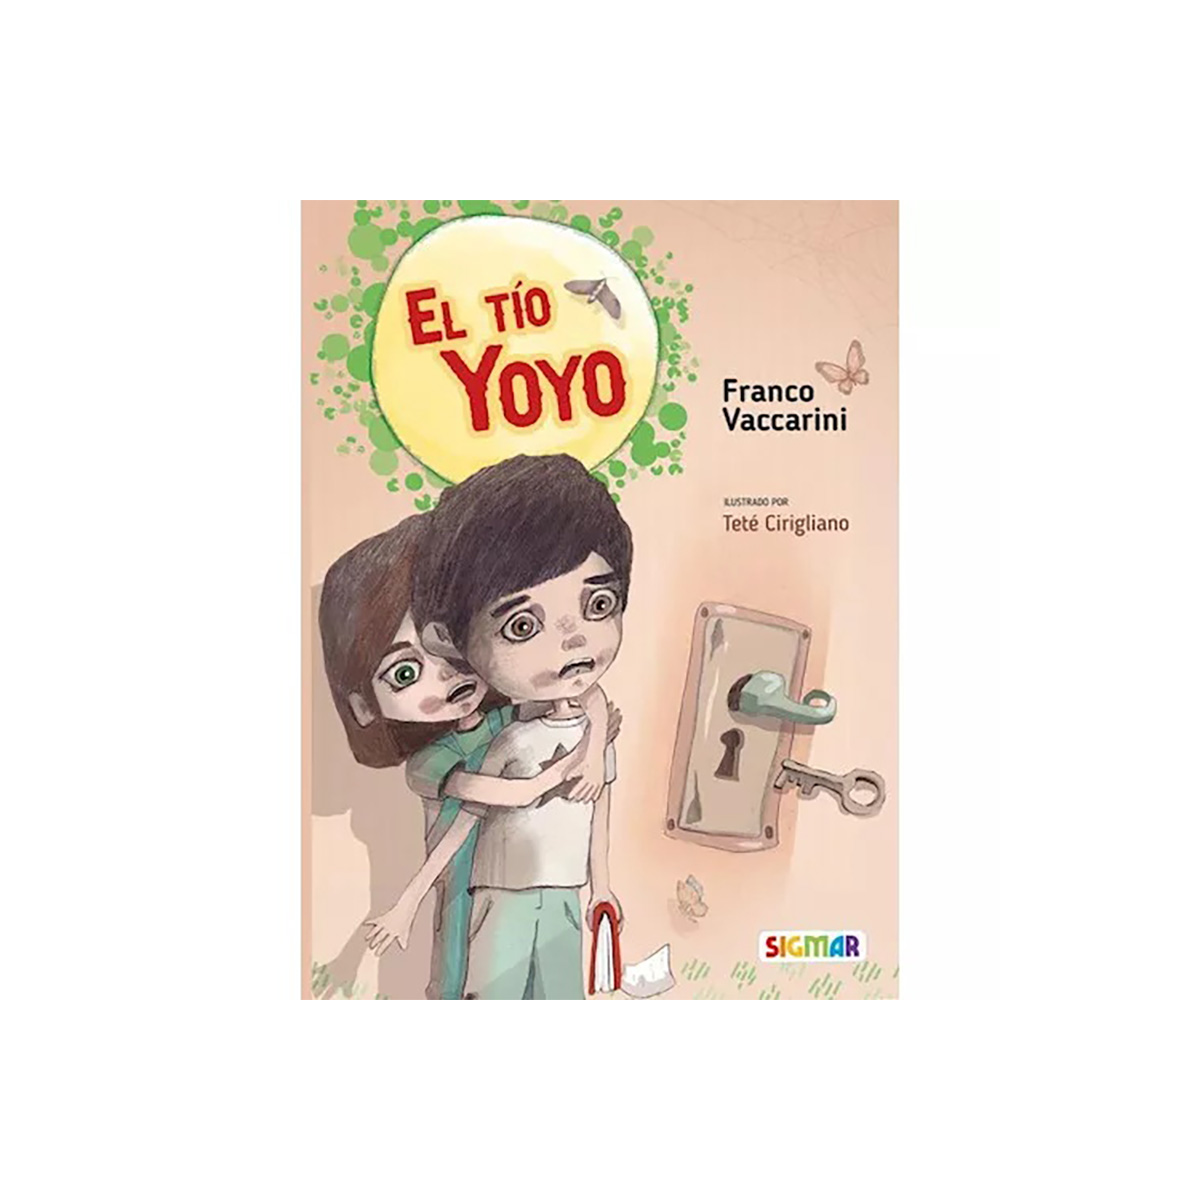 EL TÍO
YOYO
Franco
Vaccarini
ILUSTRADO POR
Teté Cirigliano
SIGMAR